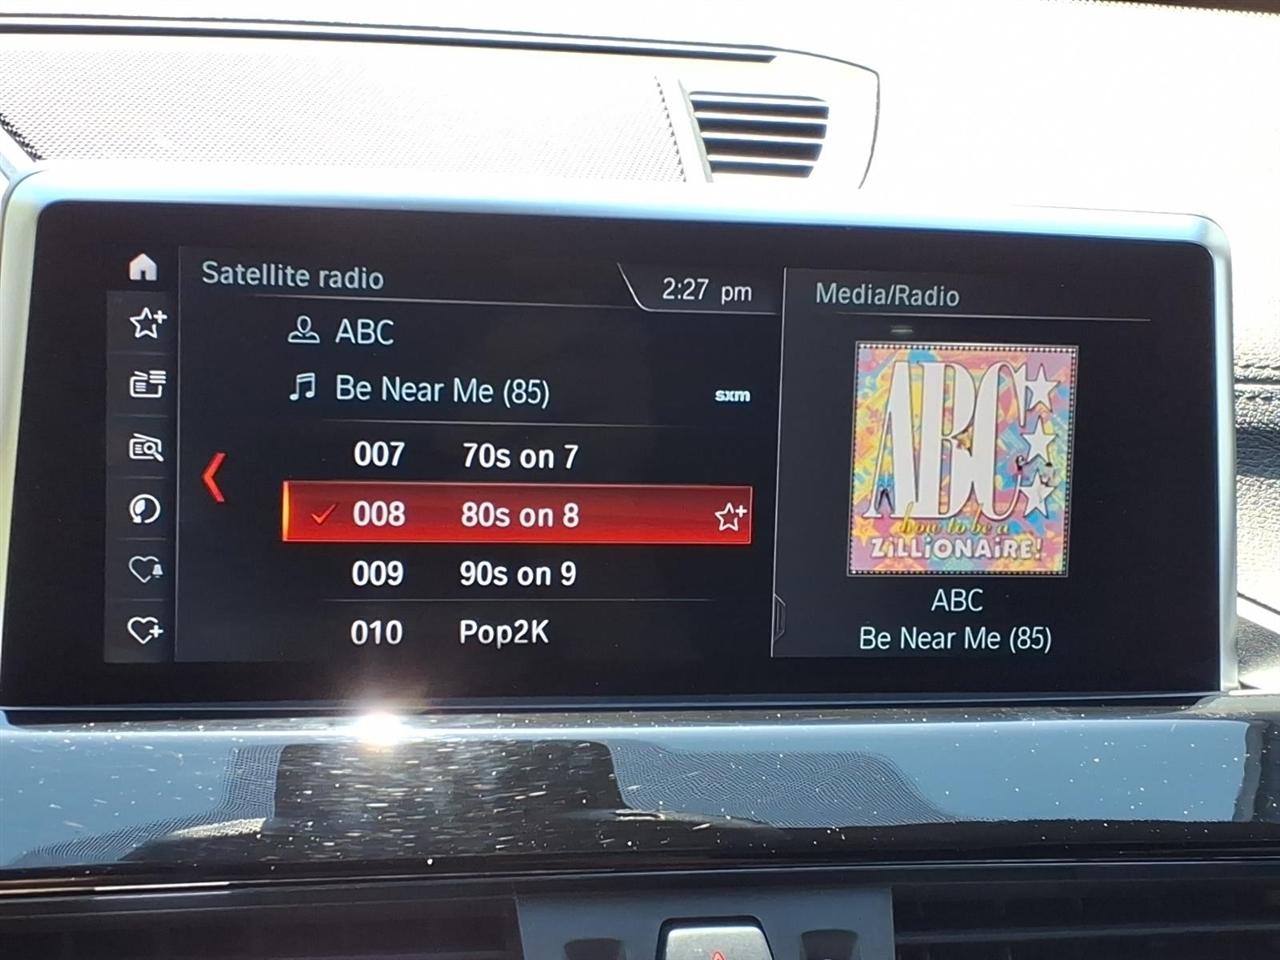 Satellite radio
2:27 pm
ABC
Be Near Me (85)
sxm
007 70s on 7
008 80s on 8
009 90s on 9
010 Pop2K
Media/Radio
ABC
how to be a
ZiLLiONAiRE!
ABC
Be Near Me (85)